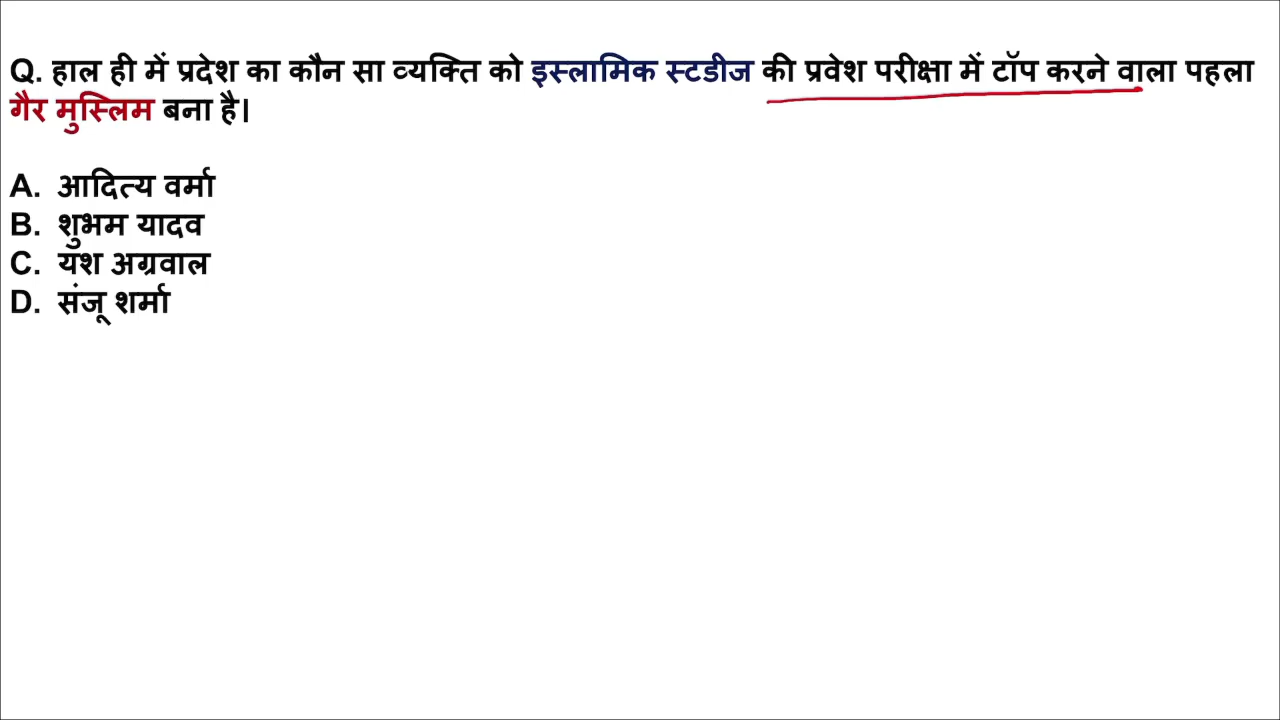 Q. हाल ही में प्रदेश का कौन सा व्यक्ति को इस्लामिक स्टडीज की प्रवेश परीक्षा में टॉप करने वाला पहला
गैर मुस्लिम बना है।
A. आदित्य वर्मा
B. शुभम यादव
C. यश अग्रवाल
D. संजू शर्मा